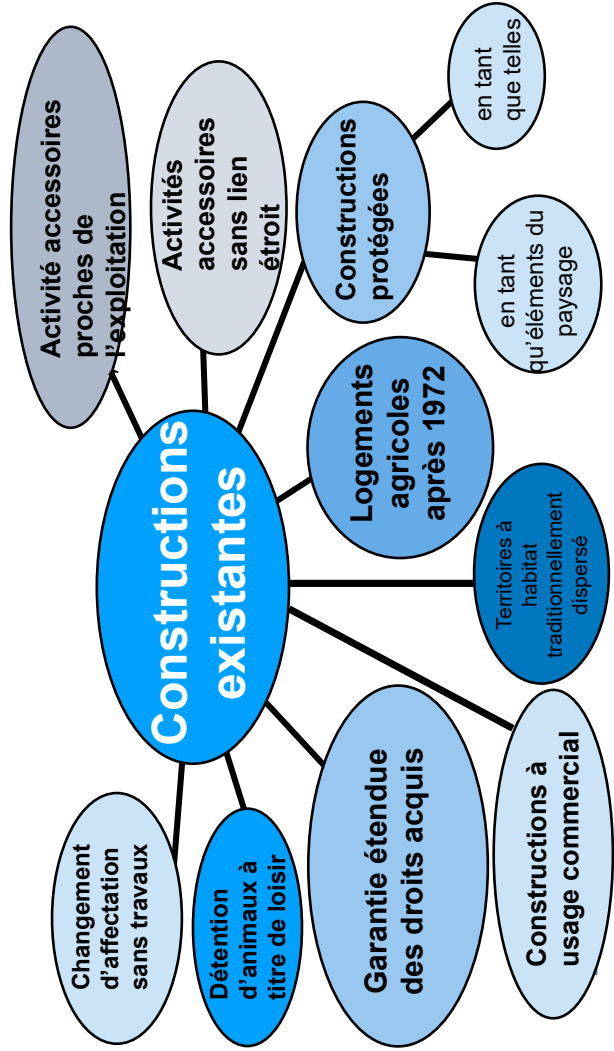 Constructions
existantes
Changement
d'affectation
sans travaux
Détention
d'animaux à
titre de loisir
Garantie étendue
des droits acquis
Constructions à
usage commercial
Territoires à
habitat
traditionnellement
dispersé
Logements
agricoles
après 1972
Constructions
protégées
en tant
qu'éléments du
paysage
en tant
que telles
Activités
accessoires
sans lien
étroit
Activité accessoires
proches de
l'exploitation